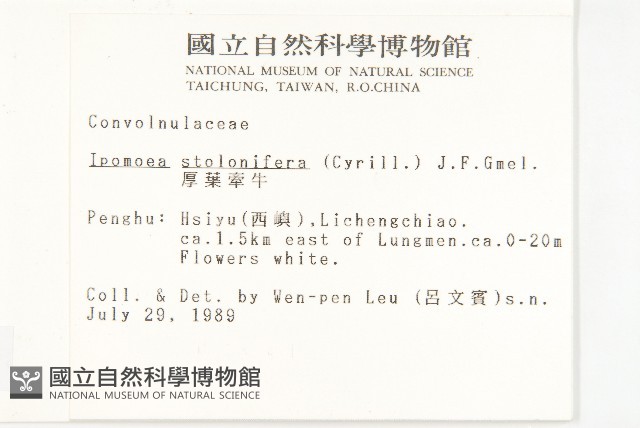 國立自然科學博物館
NATIONAL MUSEUM OF NATURAL SCIENCE
TAICHUNG, TAIWAN, R.O.CHINA
Convolnulaceae
Ipomoea stolonifera (Cyrill.) J.F.Gmel.
厚葉牽牛
Penghu: Hsiyu(西嶼),Lichengchiao.
ca.1.5km east of Lungmen.ca.0-20m
Flowers white.
Coll. & Det. by Wen-pen Leu (呂文賓)s.n.
July 29, 1989
國立自然科學博物館
NATIONAL MUSEUM OF NATURAL SCIENCE